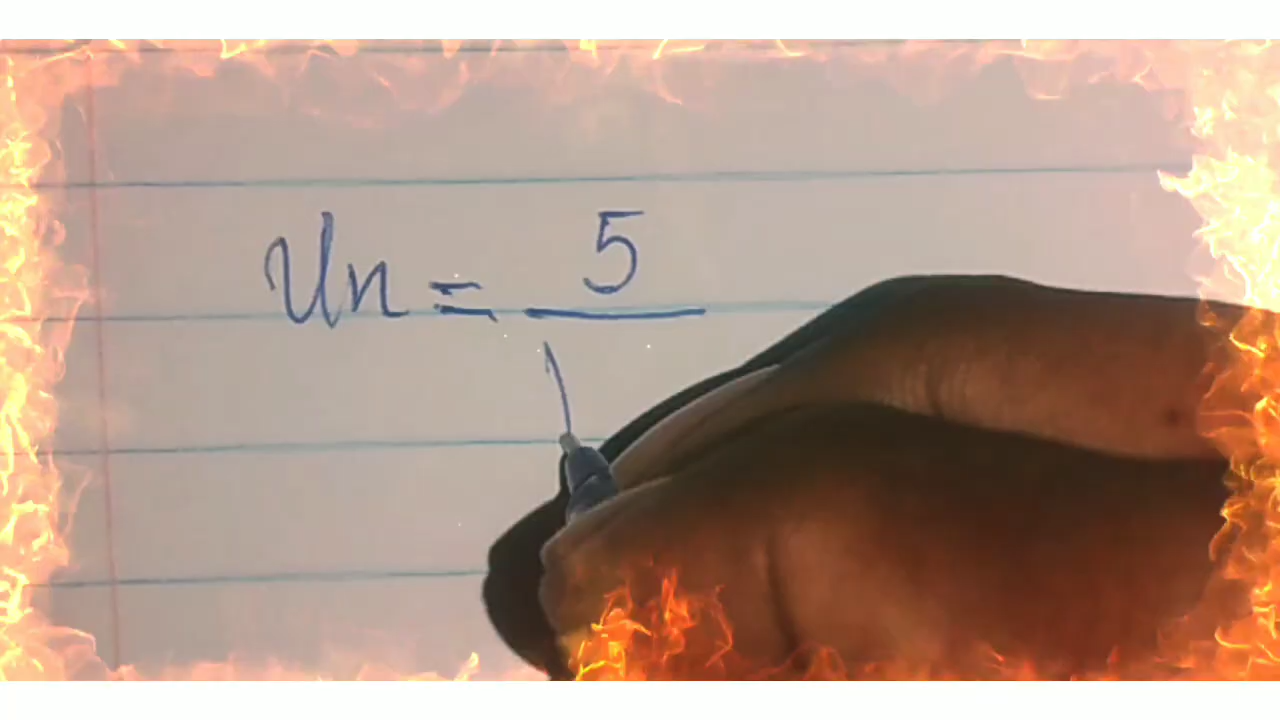 Un = 5/